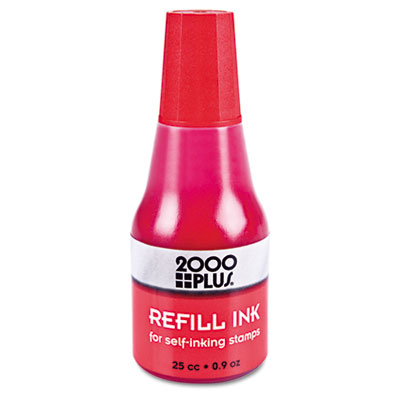 2000
PLUS.
REFILL INK
for self-inking stamps
25 cc • 0.9 oz